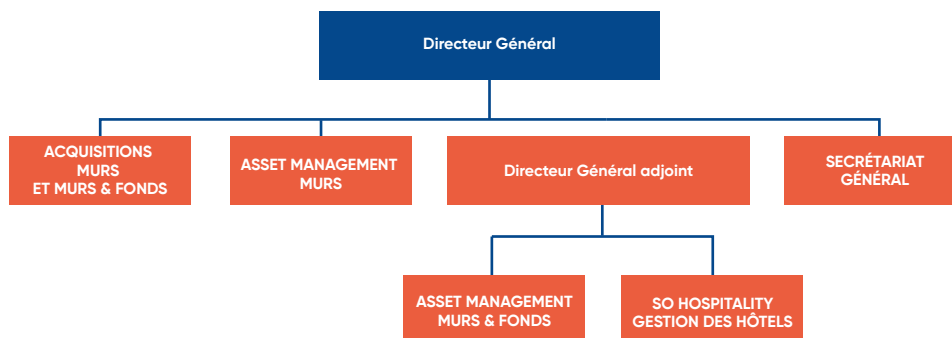 Directeur Général
ACQUISITIONS
MURS
ET MURS & FONDS
ASSET MANAGEMENT
MURS
Directeur Général adjoint
SECRÉTARIAT
GÉNÉRAL
ASSET MANAGEMENT
MURS & FONDS
SO HOSPITALITY
GESTION DES HÔTELS